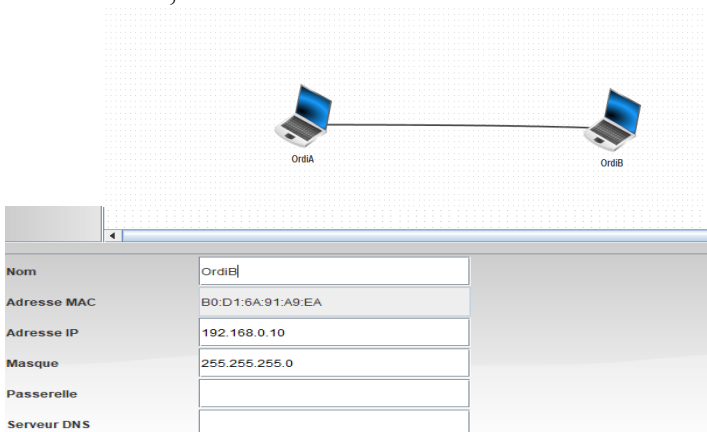 OrdiA
OrdiB
Nom OrdiB
Adresse MAC B0:D1:6A:91:A9:EA
Adresse IP 192.168.0.10
Masque 255.255.255.0
Passerelle
Serveur DNS